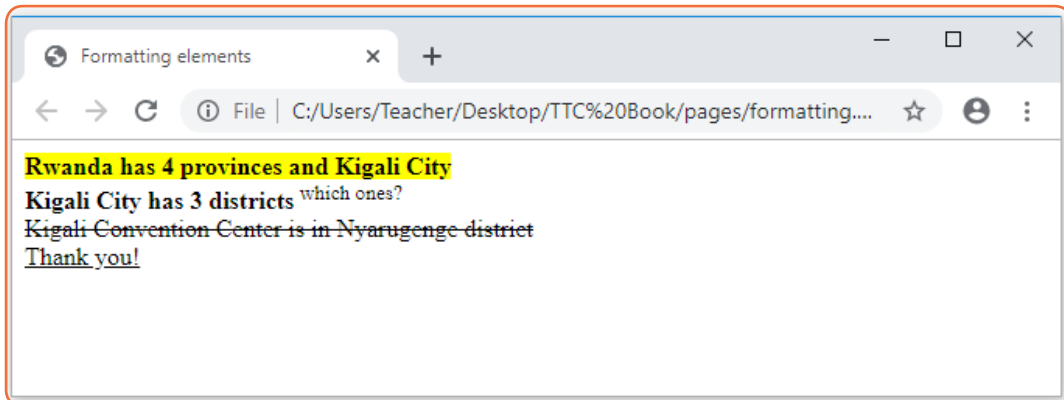 Formatting elements
File | C:/Users/Teacher/Desktop/TTC%20Book/pages/formatting....
Rwanda has 4 provinces and Kigali City
Kigali City has 3 districts which ones?
Kigali Convention Center is in Nyarugenge district
Thank you!